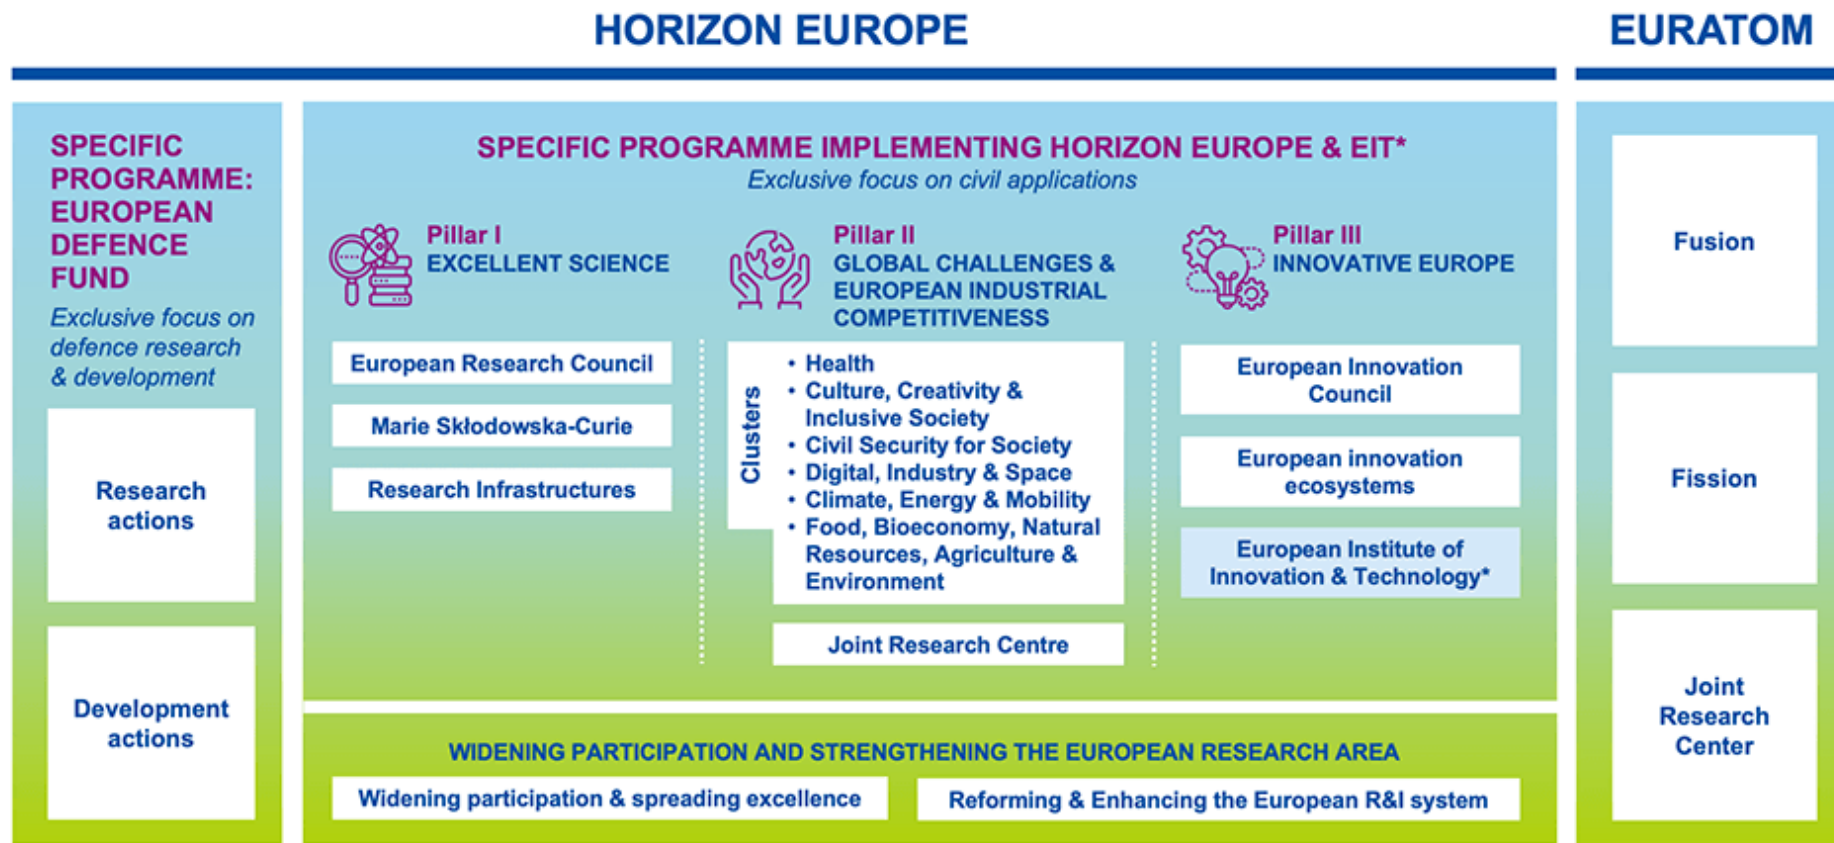 HORIZON EUROPE
EURATOM
SPECIFIC
PROGRAMME:
EUROPEAN
DEFENCE
FUND
Exclusive focus on
defence research
& development
Research
actions
Development
actions
SPECIFIC PROGRAMME IMPLEMENTING HORIZON EUROPE & EIT*
Exclusive focus on civil applications
Pillar I
EXCELLENT SCIENCE
European Research Council
Marie Skłodowska-Curie
Research Infrastructures
Pillar II
GLOBAL CHALLENGES &
EUROPEAN INDUSTRIAL
COMPETITIVENESS
Clusters
• Health
• Culture, Creativity &
Inclusive Society
• Civil Security for Society
• Digital, Industry & Space
• Climate, Energy & Mobility
• Food, Bioeconomy, Natural
Resources, Agriculture &
Environment
Joint Research Centre
Pillar III
INNOVATIVE EUROPE
European Innovation
Council
European innovation
ecosystems
European Institute of
Innovation & Technology*
WIDENING PARTICIPATION AND STRENGTHENING THE EUROPEAN RESEARCH AREA
Widening participation & spreading excellence
Reforming & Enhancing the European R&I system
Fusion
Fission
Joint
Research
Center